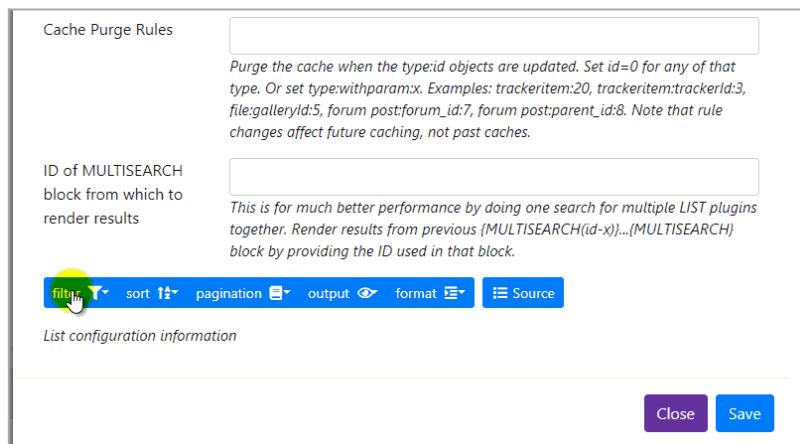 Cache Purge Rules
Purge the cache when the type:id objects are updated. Set id=0 for any of that
type. Or set type:withparam:x. Examples: trackeritem:20, trackeritem:trackerId:3,
file:galleryId:5, forum post:forum_id:7, forum post:parent_id:8. Note that rule
changes affect future caching, not past caches.
ID of MULTISEARCH
block from which to
render results
This is for much better performance by doing one search for multiple LIST plugins
together. Render results from previous {MULTISEARCH(id-x)}...{MULTISEARCH}
block by providing the ID used in that block.
filter sort pagination output format Source
List configuration information
Close Save